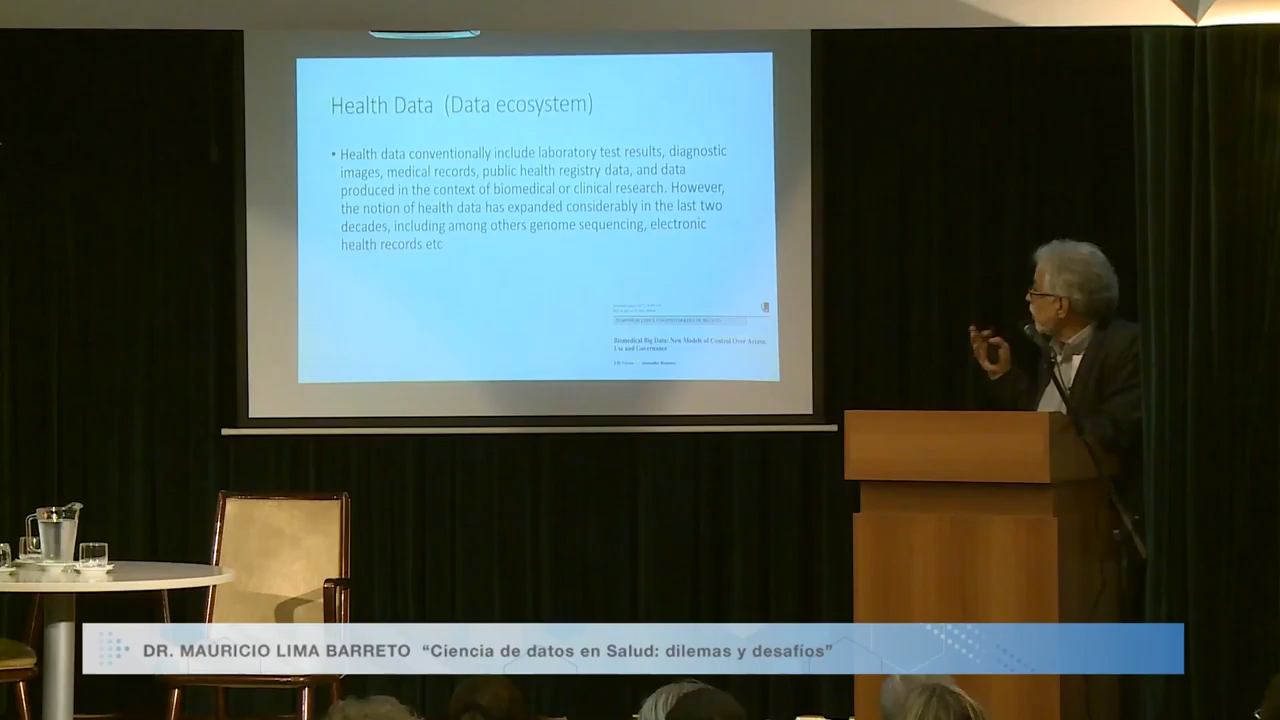 Health Data (Data ecosystem)
• Health data conventionally include laboratory test results, diagnostic
images, medical records, public health registry data, and data
produced in the context of biomedical or clinical research. However,
the notion of health data has expanded considerably in the last two
decades, including among others genome sequencing, electronic
health records etc
Biomedical Big Data: New Models of Control Over Access,
Use and Governance
DR. MAURICIO LIMA BARRETO “Ciencia de datos en Salud: dilemas y desafíos”